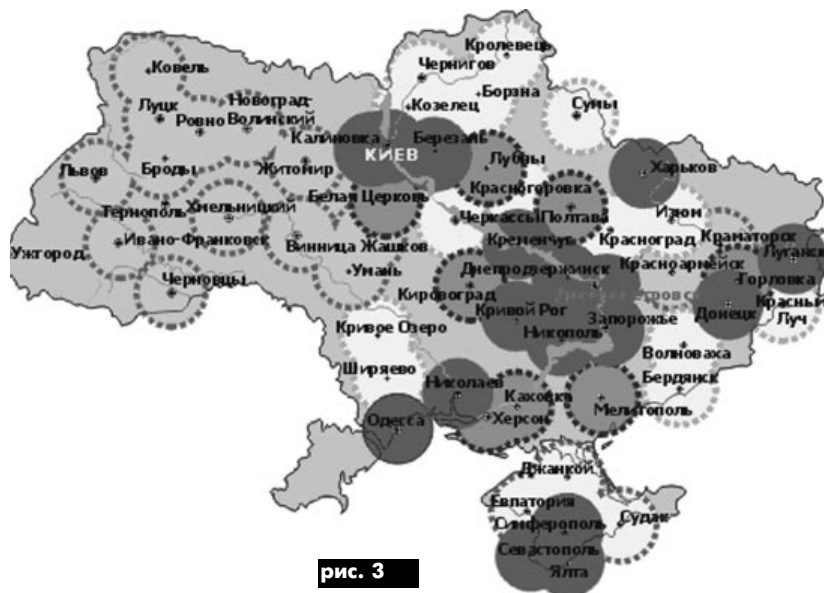 Кролевець
Чернигов
Ковель
Борзна
Козелец
Сумы
Новоград-
Луцк
Ровно
Волинский
Калиновка
Березань
КИЕВ
Лубны
Харьков
Львов
Броды
Житомир
Красногоровка
Белая Церковь
Хмельницкий
Тернополь
Черкассы
Полтава
Изюм
Ужгород
Ивано-Франковск
Винница
Жашков
Кременчуг
Красноград
Краматорск
Луганск
Умань
Днепродзержинск
Красноармейск
Горловка
Черновцы
Кировоград
Красный
Луч
Кривое Озеро
Кривой Рог
Запорожье
Донецк
Никополь
Волноваха
Ширяево
Николаев
Бердянск
Каховка
Мелитополь
Одесса
Херсон
Джанкой
Евпатория
Судак
Симферополь
Севастополь
Ялта
рис. 3